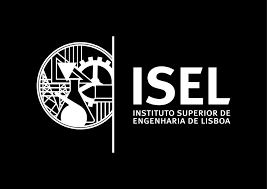 ISEL
INSTITUTO SUPERIOR DE
ENGENHARIA DE LISBOA